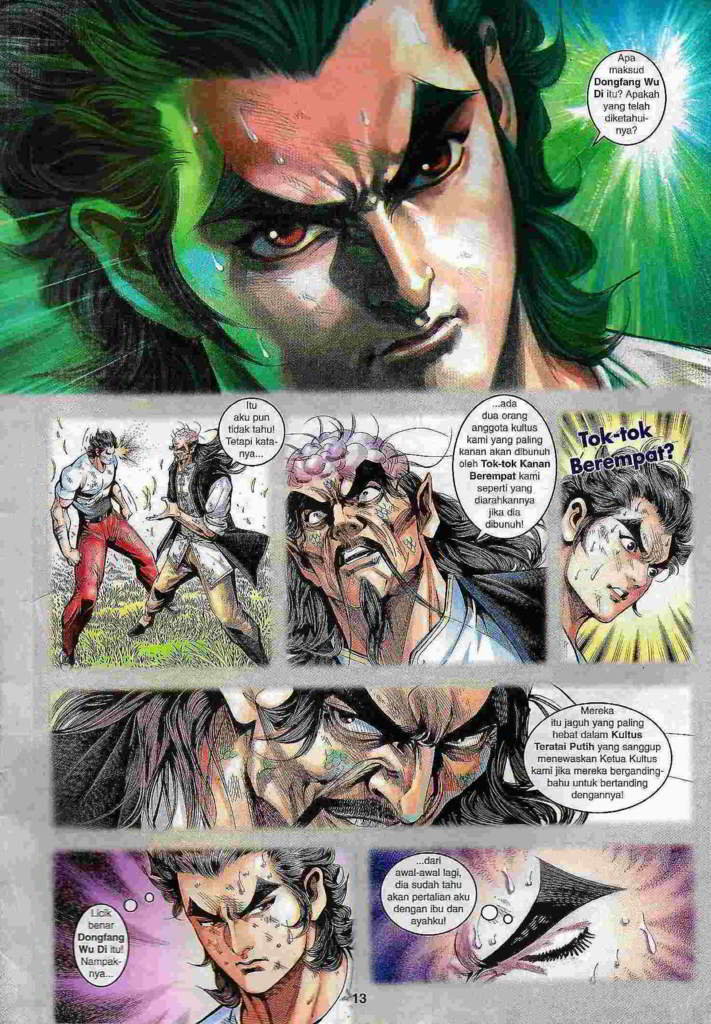 Apa
maksud
Dongfang Wu
Di itu? Apakah
yang telah
diketahui-
nya?
Itu
aku pun
tidak tahu!
Tetapi kata-
nya...
...ada
dua orang
anggota kultus
kami yang paling
kanan akan dibunuh
oleh Tok-tok Kanan
Berempat kami
seperti yang
diarahkannya
jika dia
dibunuh!
Tok-tok
Berempat?
Mereka
itu jaguh yang paling
hebat dalam Kultus
Teratai Putih yang sanggup
menewaskan Ketua Kultus
kami jika mereka berganding-
bahu untuk bertanding
dengannya!
Licik
benar
Dongfang
Wu Di itu!
Nampak-
nya...
...dari
awal-awal lagi,
dia sudah tahu
akan pertalian aku
dengan ibu dan
ayahku!
13